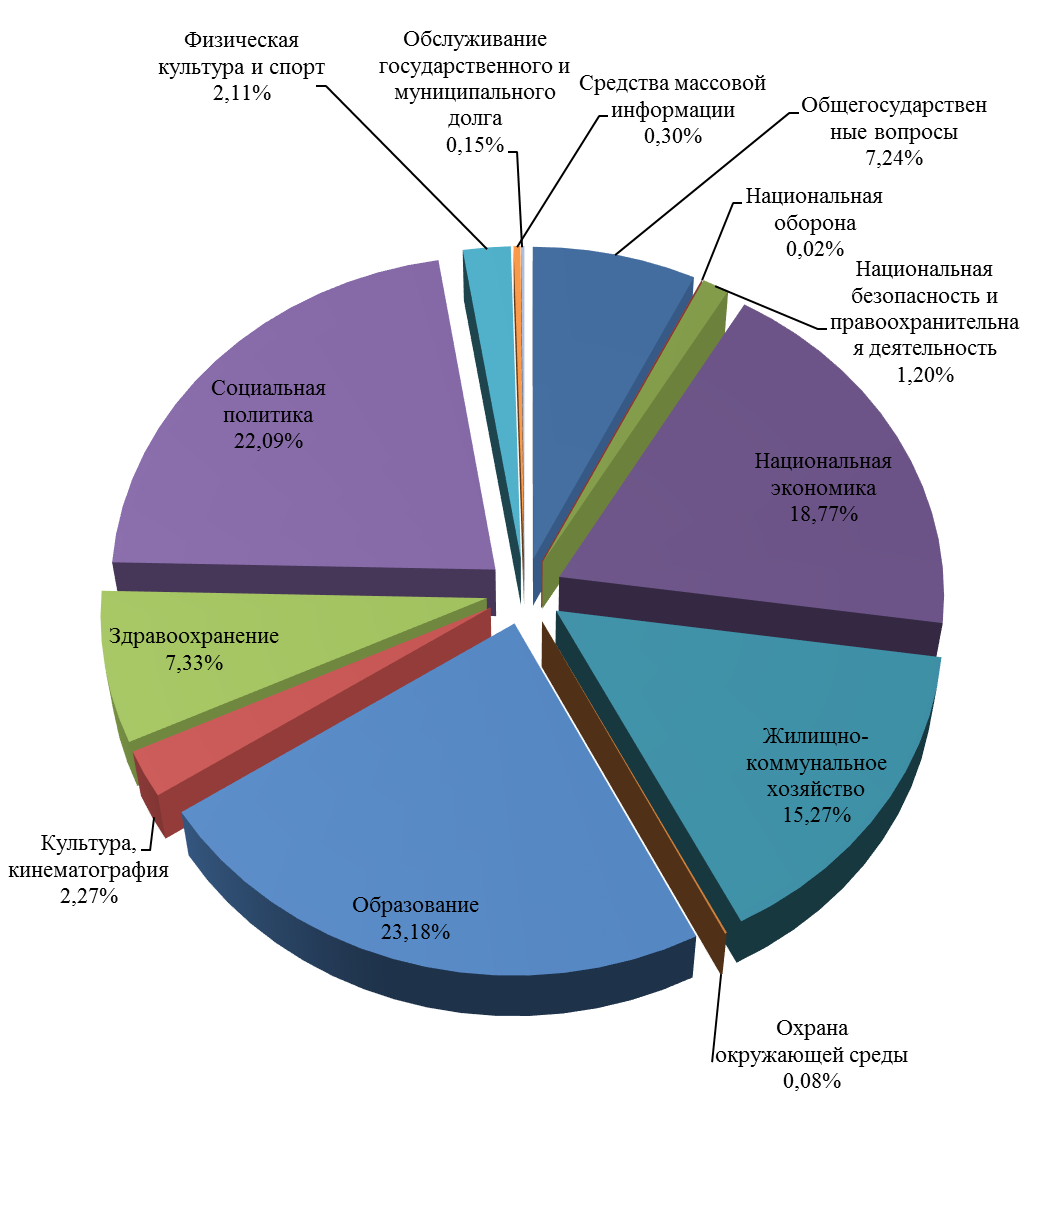 Физическая
культура и спорт
2,11%
Обслуживание
государственного и
муниципального
долга
0,15%
Средства массовой
информации
0,30%
Общегосударствен
ные вопросы
7,24%
Национальная
оборона
0,02%
Национальная
безопасность и
правоохранительна
я деятельность
1,20%
Социальная
политика
22,09%
Национальная
экономика
18,77%
Здравоохранение
7,33%
Жилищно-
коммунальное
хозяйство
15,27%
Культура,
кинематография
2,27%
Образование
23,18%
Охрана
окружающей среды
0,08%